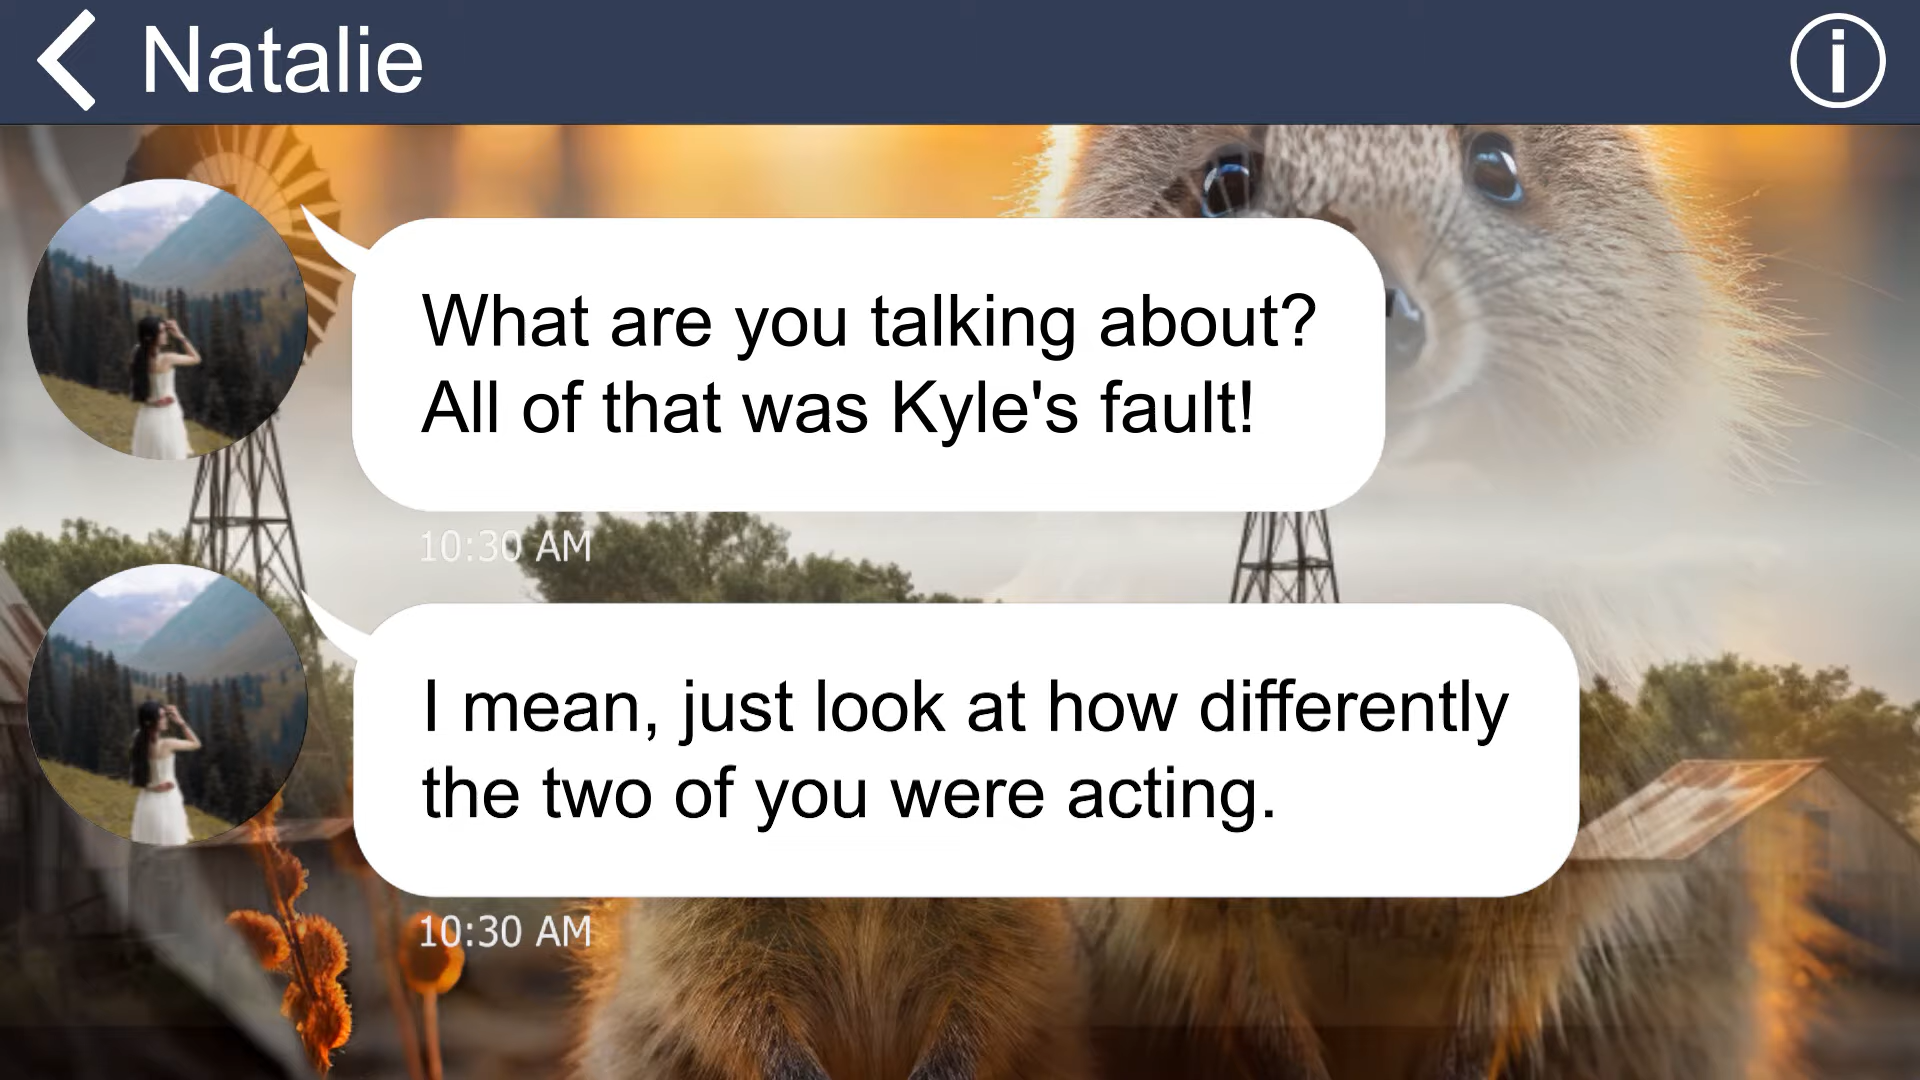 Natalie
What are you talking about?
All of that was Kyle's fault!
10:30 AM
I mean, just look at how differently
the two of you were acting.
10:30 AM